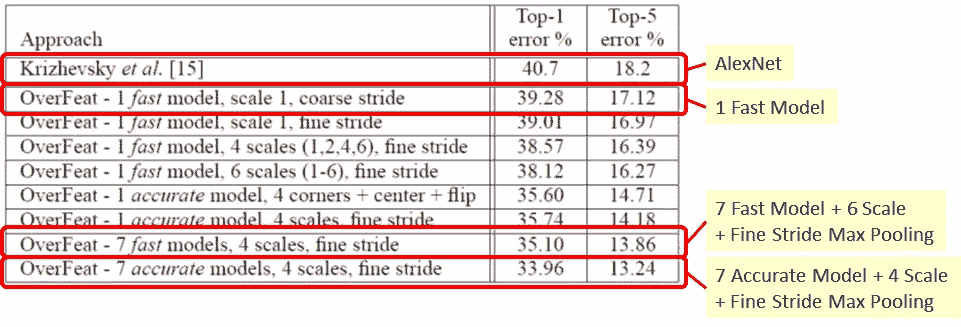 Approach Top-1 error % Top-5 error %
Krizhevsky et al. [15] 40.7 18.2
OverFeat - 1 fast model, scale 1, coarse stride 39.28 17.12
OverFeat - 1 fast model, scale 1, fine stride 39.01 16.97
OverFeat - 1 fast model, 4 scales (1,2,4,6), fine stride 38.57 16.39
OverFeat - 1 fast model, 6 scales (1-6), fine stride 38.12 16.27
OverFeat - 1 accurate model, 4 corners + center + flip 35.60 14.71
OverFeat - 1 accurate model, 4 scales, fine stride 35.74 14.18
OverFeat - 7 fast models, 4 scales, fine stride 35.10 13.86
OverFeat - 7 accurate models, 4 scales, fine stride 33.96 13.24
AlexNet
1 Fast Model
7 Fast Model + 6 Scale
+ Fine Stride Max Pooling
7 Accurate Model + 4 Scale
+ Fine Stride Max Pooling